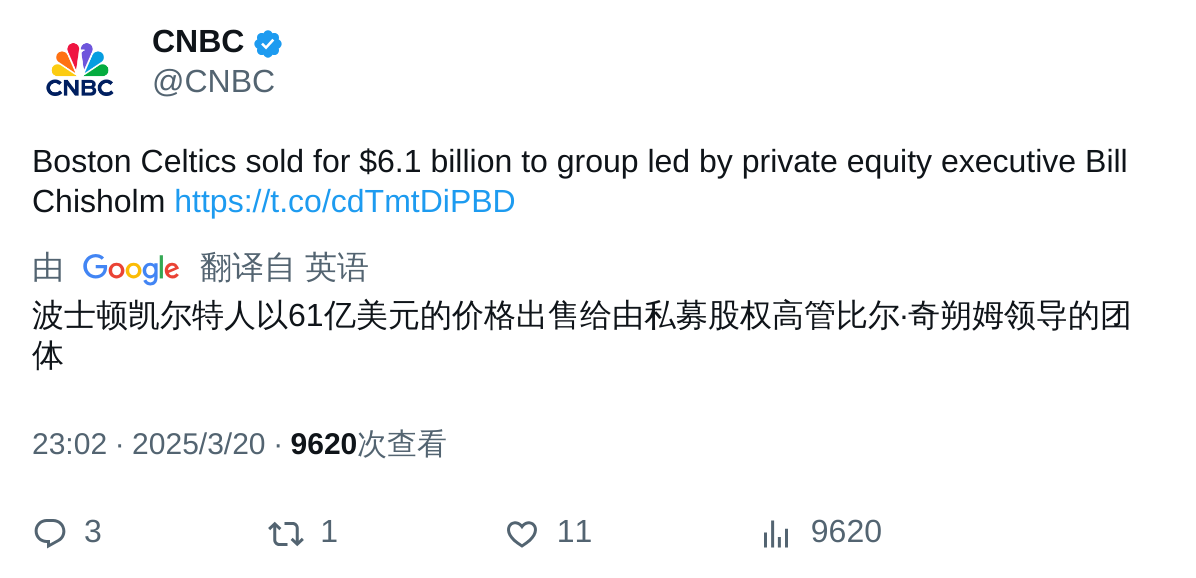 CNBC
CNBC
@CNBC
Boston Celtics sold for $6.1 billion to group led by private equity executive Bill
Chisholm https://t.co/cdTmtDiPBD
由 Google 翻译自 英语
波士顿凯尔特人以61亿美元的价格出售给由私募股权高管比尔·奇朔姆领导的团
体
23:02 · 2025/3/20 · 9620次查看
3 1 11 9620